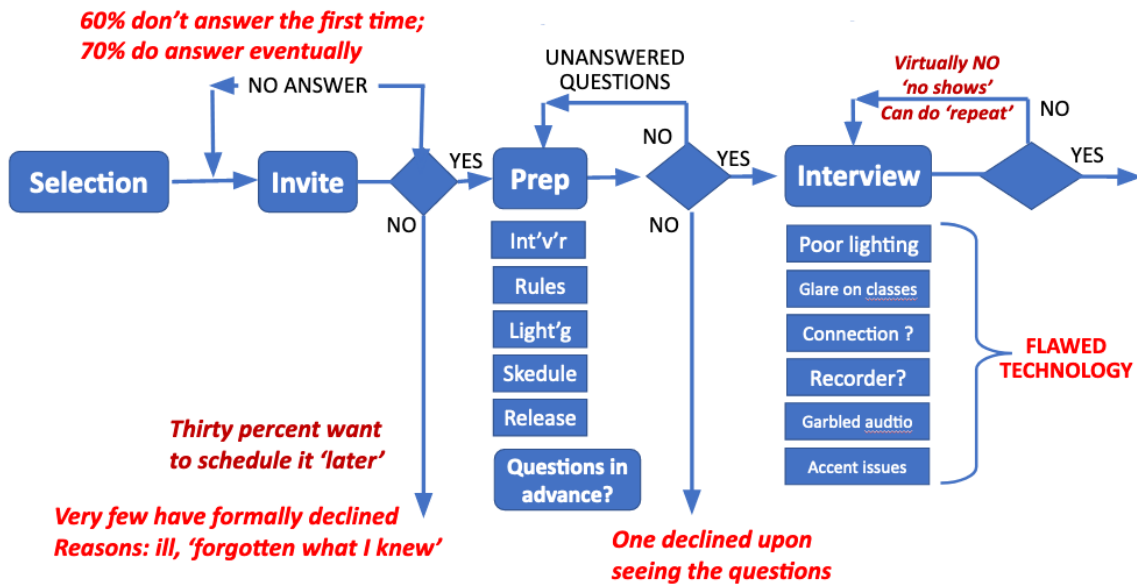 60% don't answer the first time;
70% do answer eventually
NO ANSWER
UNANSWERED
QUESTIONS
Virtually NO
'no shows'
Can do 'repeat'
NO
NO
YES
YES
YES
Selection
Invite
Prep
Interview
NO
NO
Int'v'r
Rules
Light'g
Skedule
Release
Questions in
advance?
Poor lighting
Glare on classes
Connection ?
Recorder?
Garbled audtio
Accent issues
FLAWED
TECHNOLOGY
Thirty percent want
to schedule it 'later'
Very few have formally declined
Reasons: ill, 'forgotten what I knew'
One declined upon
seeing the questions